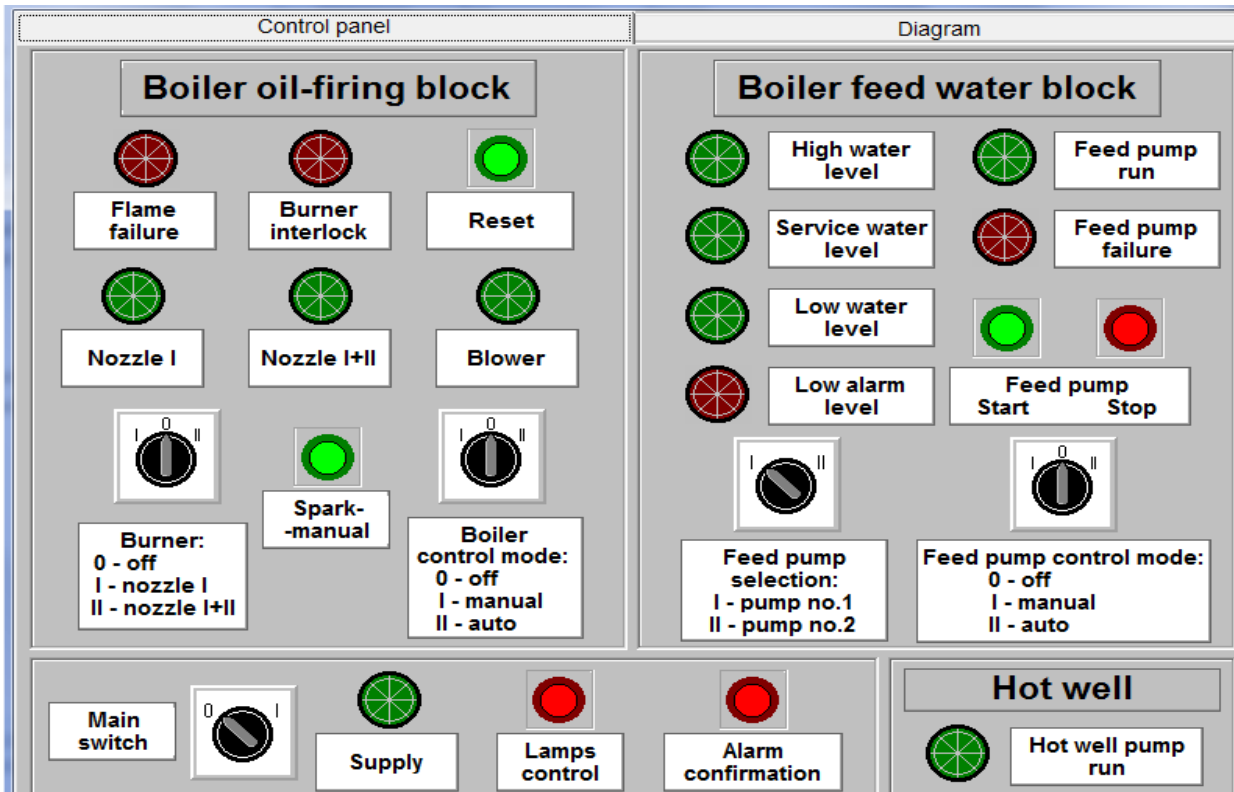 Control panel
Diagram
Boiler oil-firing block
Flame
failure
Burner
interlock
Reset
Nozzle I
Nozzle I+II
Blower
I 0 II
Spark-
-manual
I 0 II
Burner:
0 - off
I - nozzle I
II - nozzle I+II
Boiler
control mode:
0 - off
I - manual
II - auto
Boiler feed water block
High water
level
Feed pump
run
Service water
level
Feed pump
failure
Low water
level
Low alarm
level
Feed pump
Start Stop
I II
I 0 II
Feed pump
selection:
I - pump no.1
II - pump no.2
Feed pump control mode:
0 - off
I - manual
II - auto
Main
switch
0 I
Supply
Lamps
control
Alarm
confirmation
Hot well
Hot well pump
run